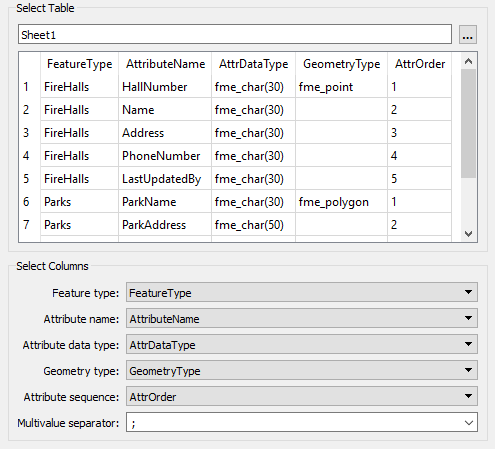 Select Table
Sheet1 ...
FeatureType AttributeName AttrDataType GeometryType AttrOrder
1 FireHalls HallNumber fme_char(30) fme_point 1
2 FireHalls Name fme_char(30) 2
3 FireHalls Address fme_char(30) 3
4 FireHalls PhoneNumber fme_char(30) 4
5 FireHalls LastUpdatedBy fme_char(30) 5
6 Parks ParkName fme_char(30) fme_polygon 1
7 Parks ParkAddress fme_char(50) 2
Select Columns
Feature type: FeatureType
Attribute name: AttributeName
Attribute data type: AttrDataType
Geometry type: GeometryType
Attribute sequence: AttrOrder
Multivalue separator: ;